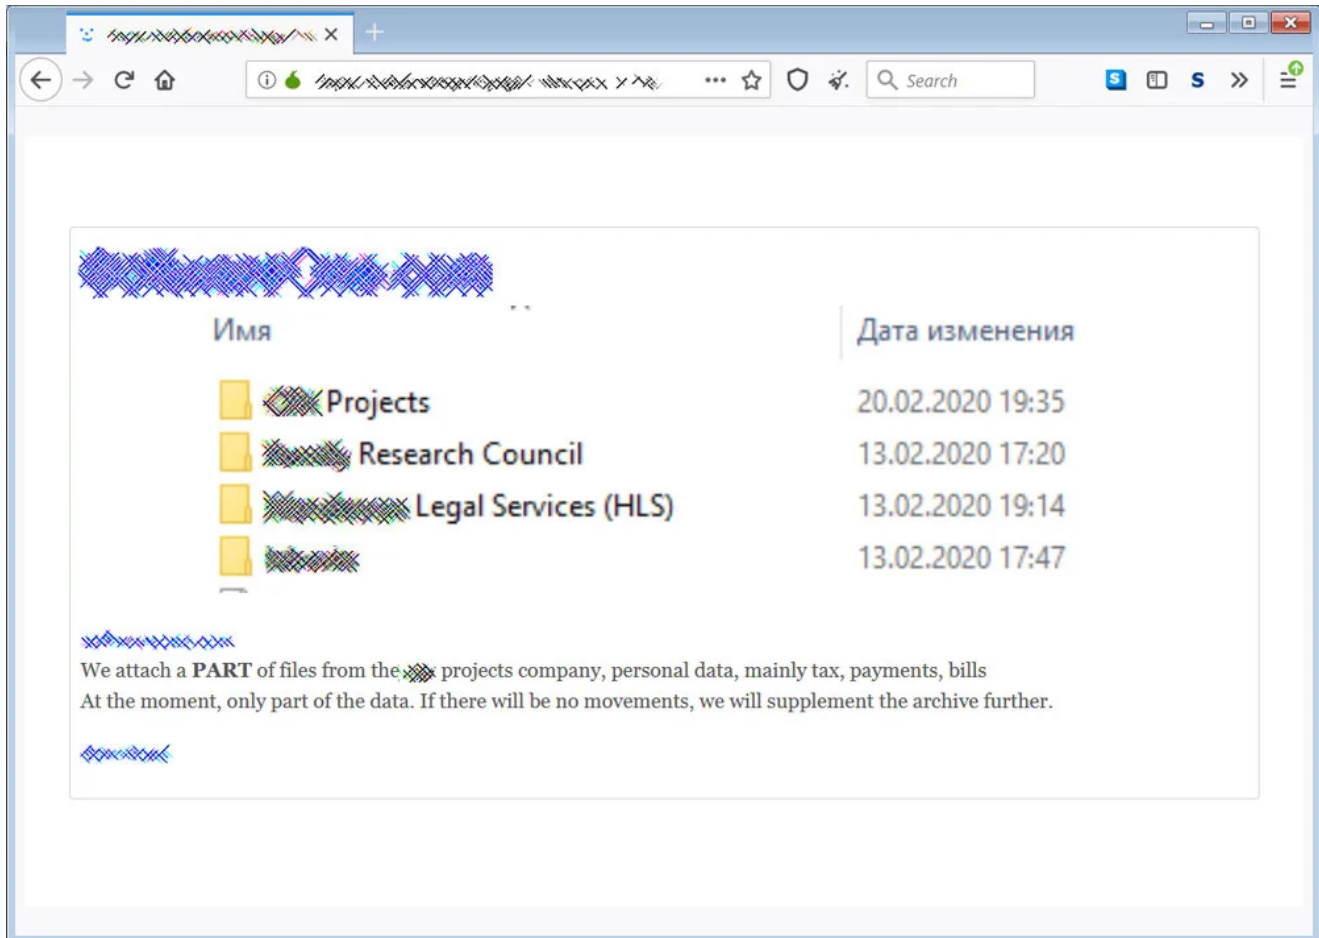 Search
S
S
Имя
Дата изменения
Projects
20.02.2020 19:35
Research Council
13.02.2020 17:20
Legal Services (HLS)
13.02.2020 19:14
13.02.2020 17:47
We attach a PART of files from the projects company, personal data, mainly tax, payments, bills
At the moment, only part of the data. If there will be no movements, we will supplement the archive further.